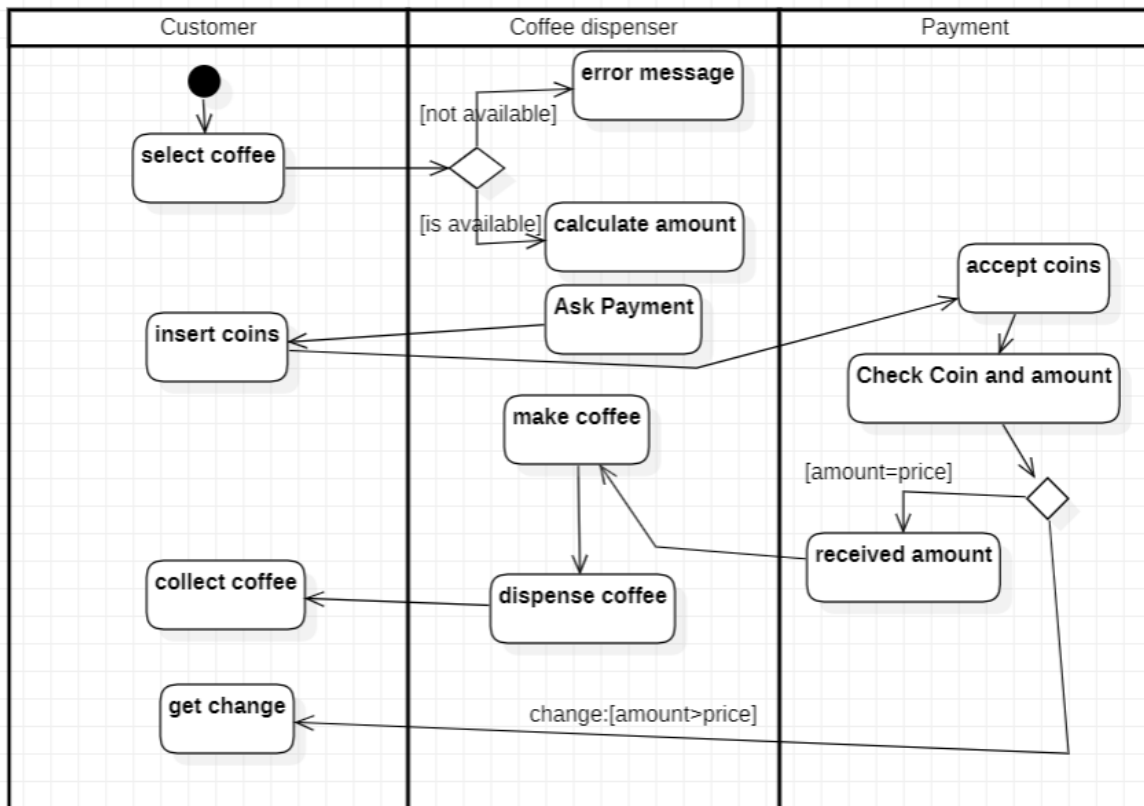 Customer
Coffee dispenser
Payment
error message
[not available]
select coffee
[is available]
calculate amount
accept coins
Ask Payment
insert coins
Check Coin and amount
make coffee
[amount=price]
received amount
collect coffee
dispense coffee
get change
change:[amount>price]